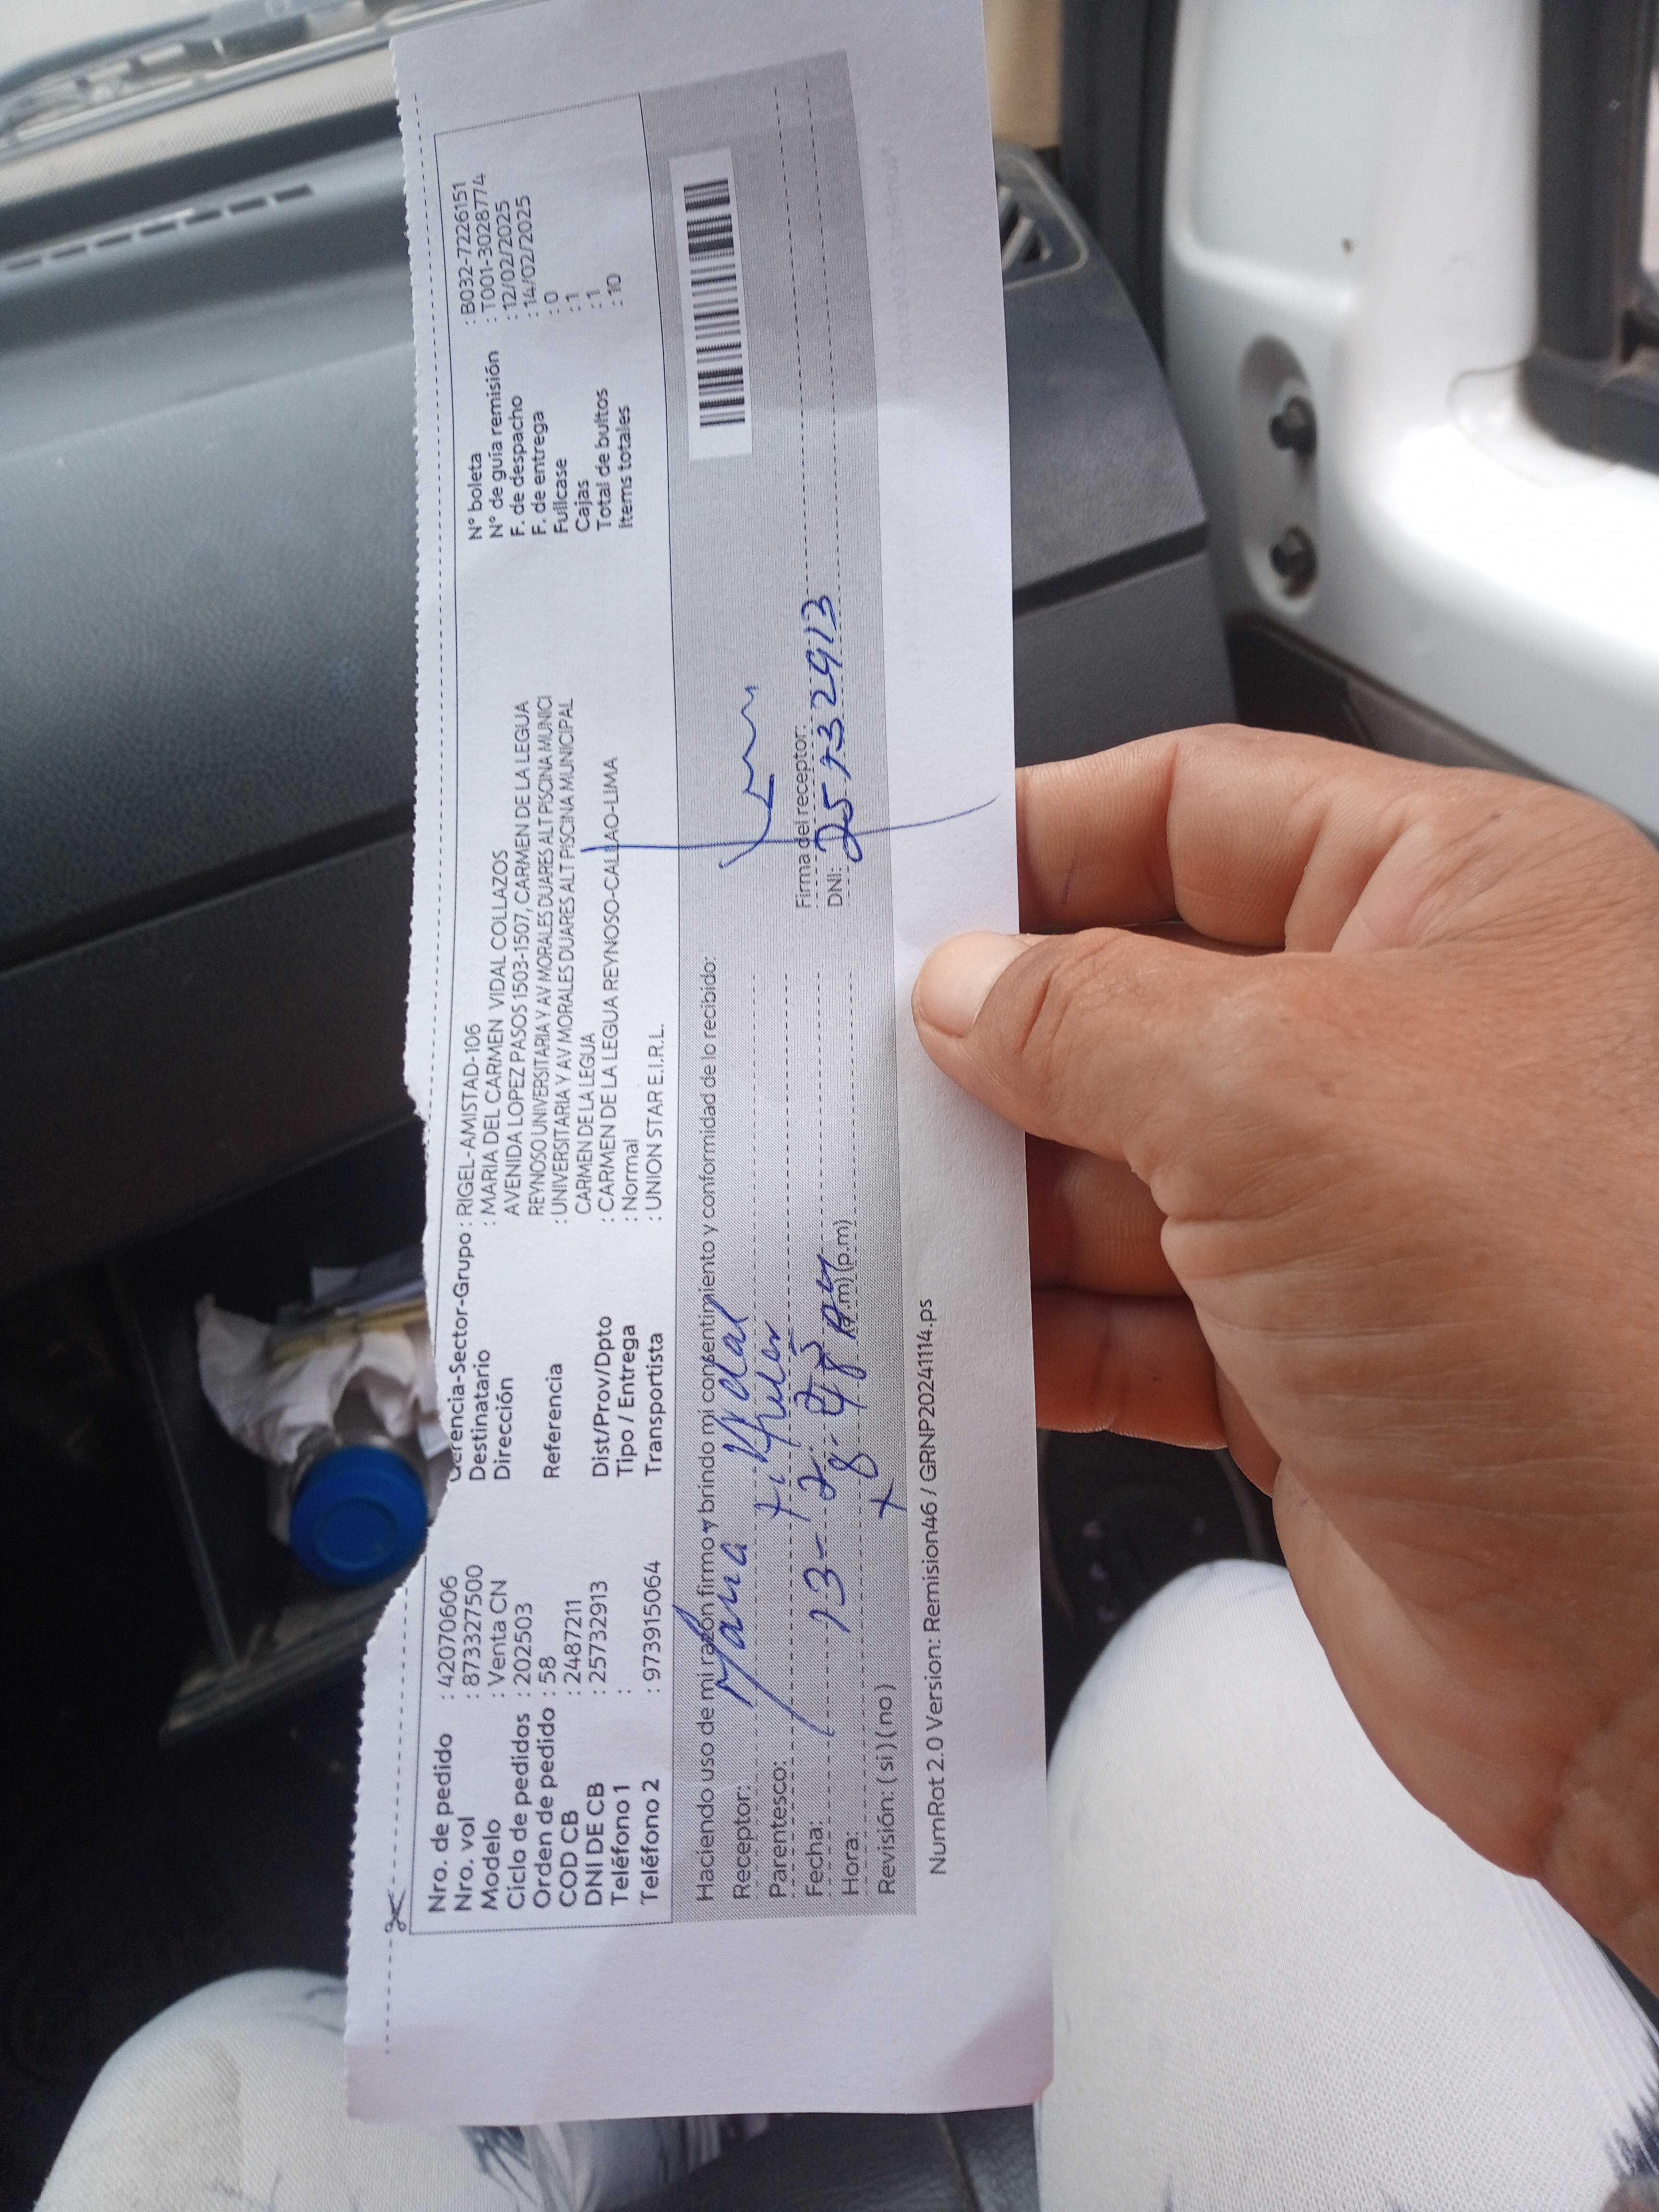 Nro. de pedido : 42070606
Nro. vol : 873327500
Modelo : Venta CN
Ciclo de pedidos : 202503
Orden de pedido : 58
COD CB : 2487211
DNI DE CB : 25732913
Teléfono 1 :
Teléfono 2 : 973915064
Gerencia-Sector-Grupo : RIGEL-AMISTAD-106
Destinatario : MARIA DEL CARMEN VIDAL COLLAZOS
Dirección AVENIDA LOPEZ PASOS 1503-1507, CARMEN DE LA LEGUA
REYNOSO UNIVERSITARIA Y AV MORALES DUARES ALT PISCINA MUNICI
Referencia : UNIVERSITARIA Y AV MORALES DUARES ALT PISCINA MUNICIPAL
CARMEN DE LA LEGUA
Dist/Prov/Dpto : CARMEN DE LA LEGUA REYNOSO-CALLAO-LIMA
Tipo / Entrega : Normal
Transportista : UNION STAR E.I.R.L.
N° boleta : B032-7226151
N° de guía remisión : T001-3028774
F. de despacho : 12/02/2025
F. de entrega : 14/02/2025
Fullcase : 0
Cajas : 1
Total de bultos : 1
Items totales : 10
Haciendo uso de mi razón firmo y brindo mi consentimiento y conformidad de lo recibido:
Receptor: Maria Vidal
Parentesco:
Fecha: 13-2-
Hora: (a.m) (p.m)
Revisión: (si) (no)
Firma del receptor:
DNI: 25732913
NumRot 2.0 Version: Remision46 / GRNP20241114.ps